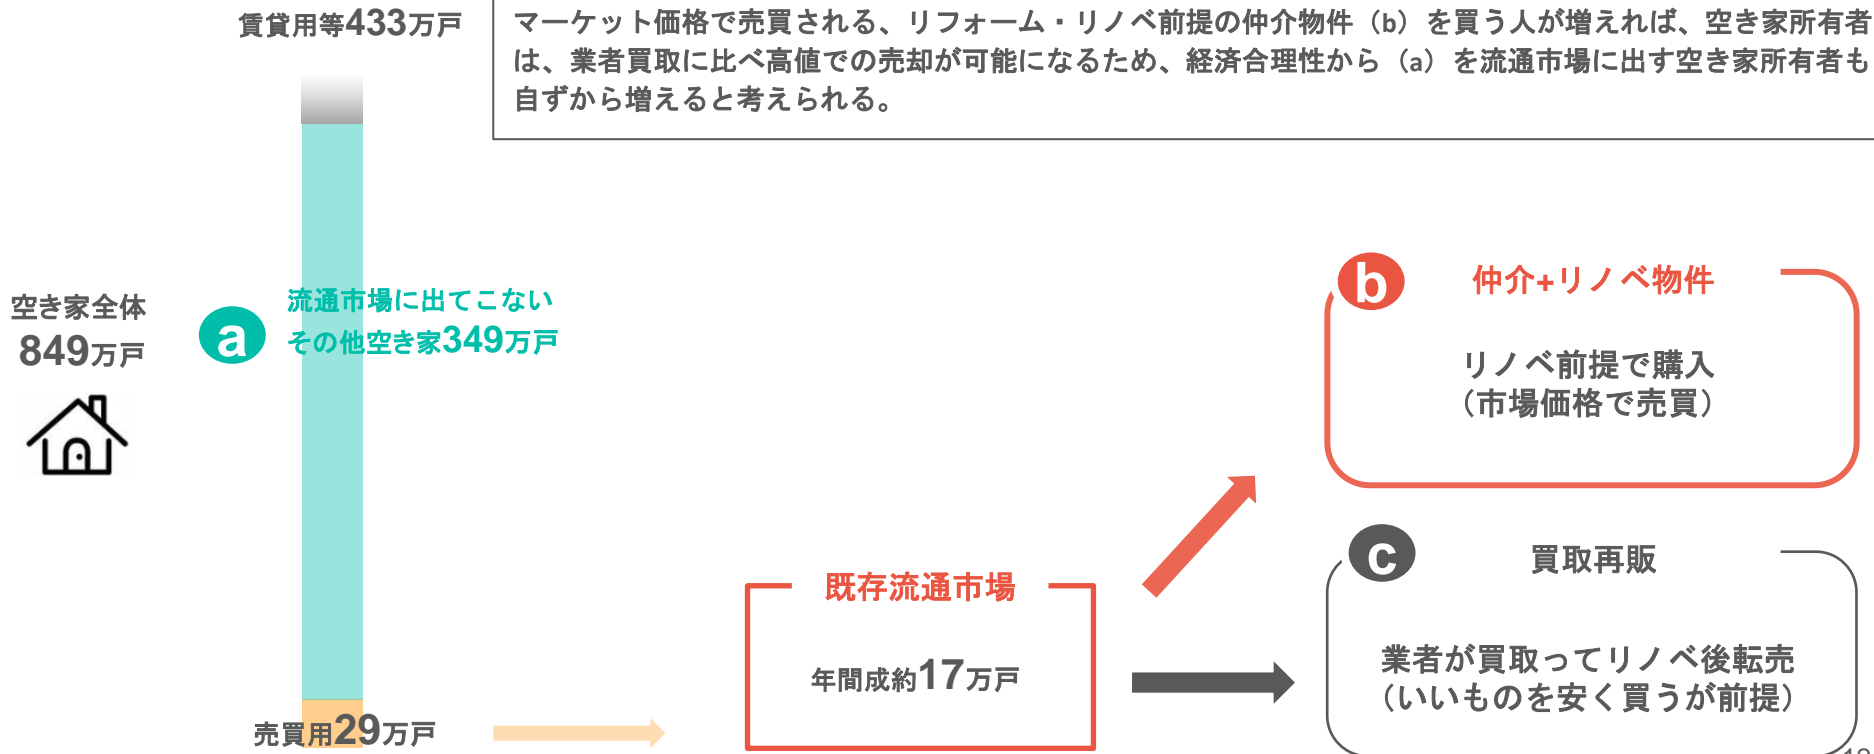 賃貸用等433万戸
マーケット価格で売買される、リフォーム・リノベ前提の仲介物件（b）を買う人が増えれば、空き家所有者
は、業者買取に比べ高値での売却が可能になるため、経済合理性から（a）を流通市場に出す空き家所有者も
自ずから増えると考えられる。
空き家全体
849万戸
a
流通市場に出てこない
その他空き家349万戸
売買用29万戸
既存流通市場
年間成約17万戸
b
仲介+リノベ物件
リノベ前提で購入
（市場価格で売買）
c
買取再販
業者が買取ってリノベ後転売
（いいものを安く買うが前提）